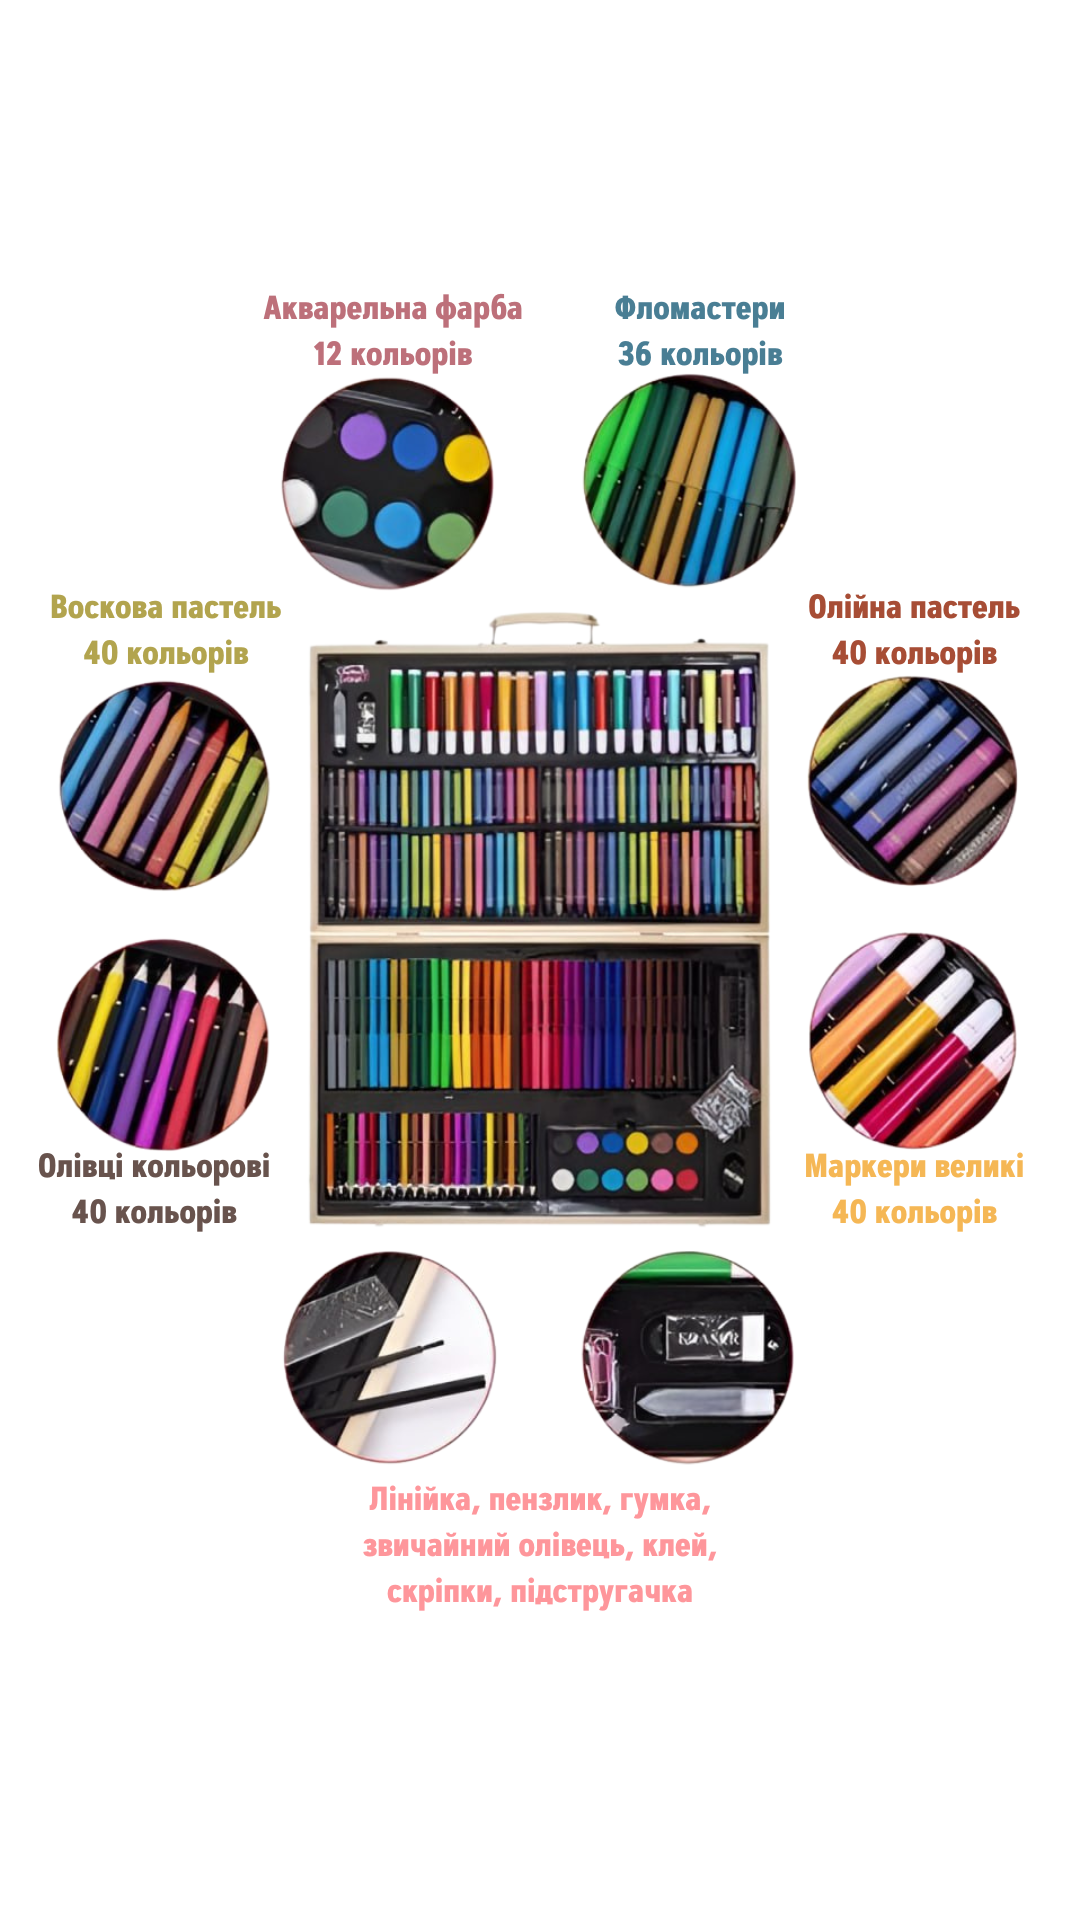 Акварельна фарба
12 кольорів
Фломастери
36 кольорів
Воскова пастель
40 кольорів
Олійна пастель
40 кольорів
Олівці кольорові
40 кольорів
Маркери великі
40 кольорів
ERASER
Лінійка, пензлик, гумка,
звичайний олівець, клей,
скріпки, підстругачка